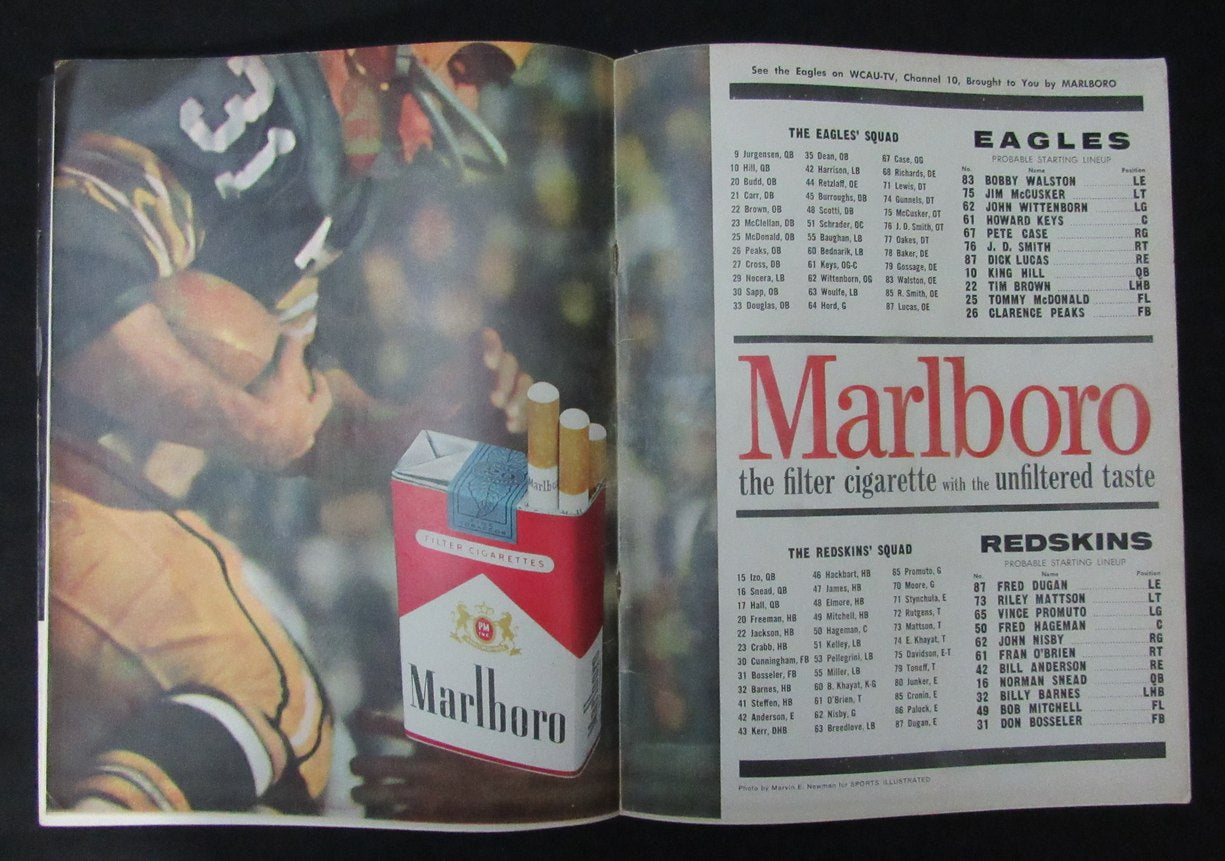 31
FILTER CIGARETTES
PM
INC.
Marlboro
Marlboro
See the Eagles on WCAU-TV, Channel 10, Brought to You by MARLBORO
THE EAGLES' SQUAD
9 Jurgensen, QB
10 Hill, QB
20 Budd, OB
21 Carr, DB
22 Brown, OB
23 McClellan, DB
25 McDonald, OB
26 Peaks, OB
27 Cross, DB
29 Nocera, LB
30 Sapp, OB
33 Douglas, OB
35 Dean, OB
42 Harrison, LB
44 Retzlaff, OE
45 Burroughs, DB
48 Scotti, DB
51 Schrader, OC
55 Baughan, LB
60 Bednarik, LB
61 Keys, OG-C
62 Wittenborn, OG
63 Woulfe, LB
64 Hord, G
67 Case, OG
68 Richards, DE
71 Lewis, DT
74 Gunnels, DT
75 McCusker, OT
76 J. D. Smith, OT
77 Oakes, DT
78 Baker, DE
79 Gossage, DE
83 Walston, OE
85 R. Smith, OE
87 Lucas, OE
EAGLES
PROBABLE STARTING LINEUP
No. Name Position
83 BOBBY WALSTON LE
75 JIM McCUSKER LT
62 JOHN WITTENBORN LG
61 HOWARD KEYS C
67 PETE CASE RG
76 J. D. SMITH RT
87 DICK LUCAS RE
10 KING HILL QB
22 TIM BROWN LHB
25 TOMMY McDONALD FL
26 CLARENCE PEAKS FB
Marlboro
the filter cigarette with the unfiltered taste
THE REDSKINS' SQUAD
15 Izo, QB
16 Snead, QB
17 Hall, QB
20 Freeman, HB
22 Jackson, HB
23 Crabb, HB
30 Cunningham, FB
31 Bosseler, FB
32 Barnes, HB
41 Steffen, HB
42 Anderson, E
43 Kerr, DHB
46 Hackbart, HB
47 James, HB
48 Elmore, HB
49 Mitchell, HB
50 Hageman, C
51 Kelley, LB
53 Pellegrini, LB
55 Miller, LB
60 B. Khayat, K-G
61 O'Brien, T
62 Nisby, G
63 Breedlove, LB
65 Promuto, G
70 Moore, G
71 Stynchula, E
72 Rutgens, T
73 Mattson, T
74 E. Khayat, T
75 Davidson, E-T
79 Toneff, T
80 Junker, E
85 Cronin, E
86 Paluck, E
87 Dugan, E
REDSKINS
PROBABLE STARTING LINEUP
No. Name Position
87 FRED DUGAN LE
73 RILEY MATTSON LT
65 VINCE PROMUTO LG
50 FRED HAGEMAN C
62 JOHN NISBY RG
61 FRAN O'BRIEN RT
42 BILL ANDERSON RE
16 NORMAN SNEAD QB
32 BILLY BARNES LHB
49 BOB MITCHELL FL
31 DON BOSSELER FB
Photo by Marvin E. Newman for SPORTS ILLUSTRATED